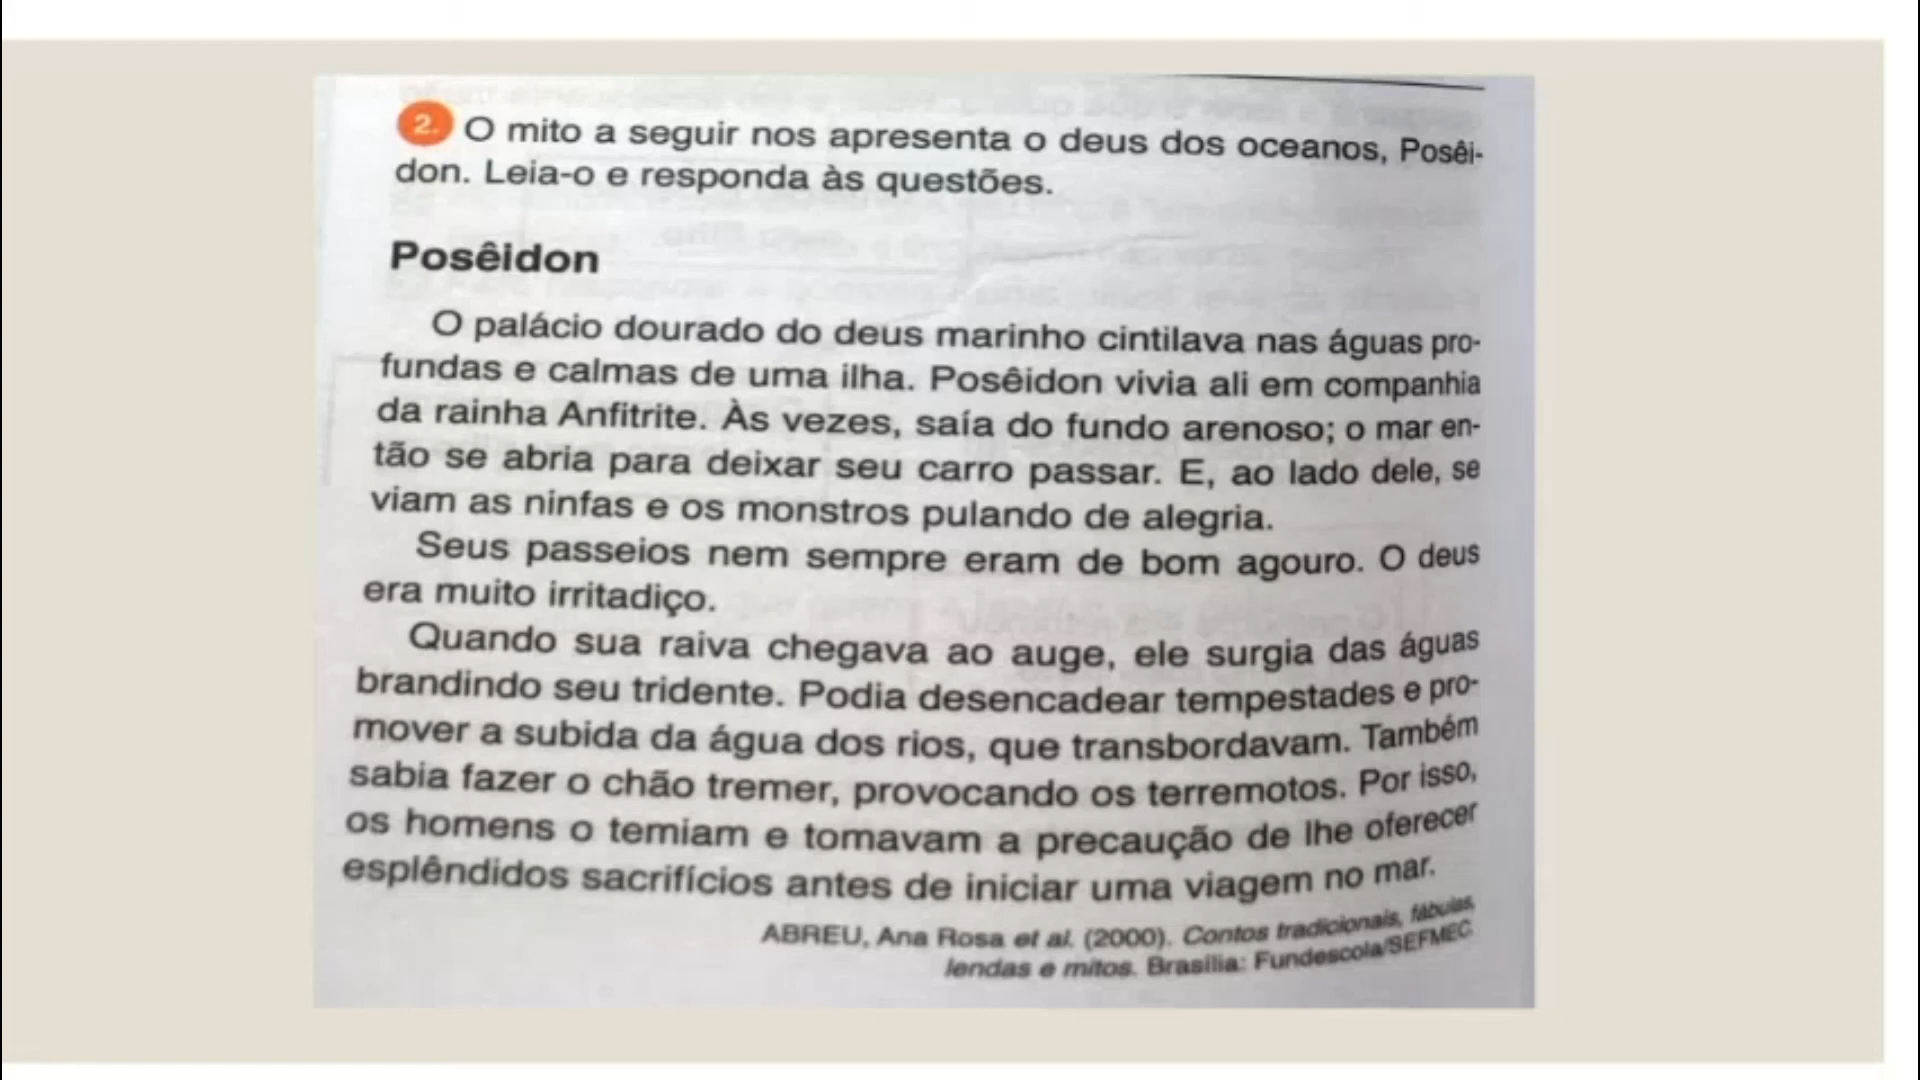 2. O mito a seguir nos apresenta o deus dos oceanos, Posêi-
don. Leia-o e responda às questões.
Posêidon
O palácio dourado do deus marinho cintilava nas águas pro-
fundas e calmas de uma ilha. Posêidon vivia ali em companhia
da rainha Anfitrite. Às vezes, saía do fundo arenoso; o mar en-
tão se abria para deixar seu carro passar. E, ao lado dele, se
viam as ninfas e os monstros pulando de alegria.
Seus passeios nem sempre eram de bom agouro. O deus
era muito irritadiço.
Quando sua raiva chegava ao auge, ele surgia das águas
brandindo seu tridente. Podia desencadear tempestades e pro-
mover a subida da água dos rios, que transbordavam. Também
sabia fazer o chão tremer, provocando os terremotos. Por isso,
os homens o temiam e tomavam a precaução de lhe oferecer
esplêndidos sacrifícios antes de iniciar uma viagem no mar.
ABREU, Ana Rosa et al. (2000). Contos tradicionais, fábulas,
lendas e mitos. Brasília: Fundescola/SEFMEC.